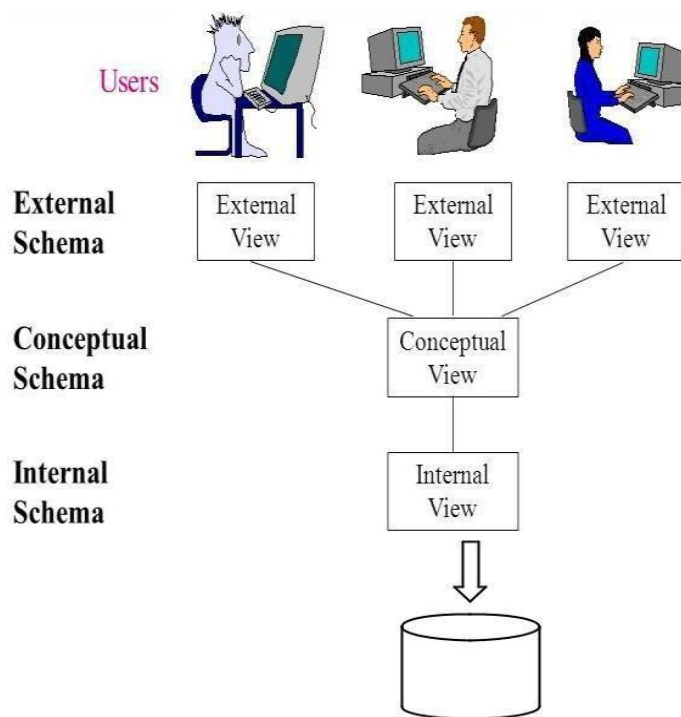 Users
External
Schema
External
View
External
View
External
View
Conceptual
Schema
Conceptual
View
Internal
Schema
Internal
View